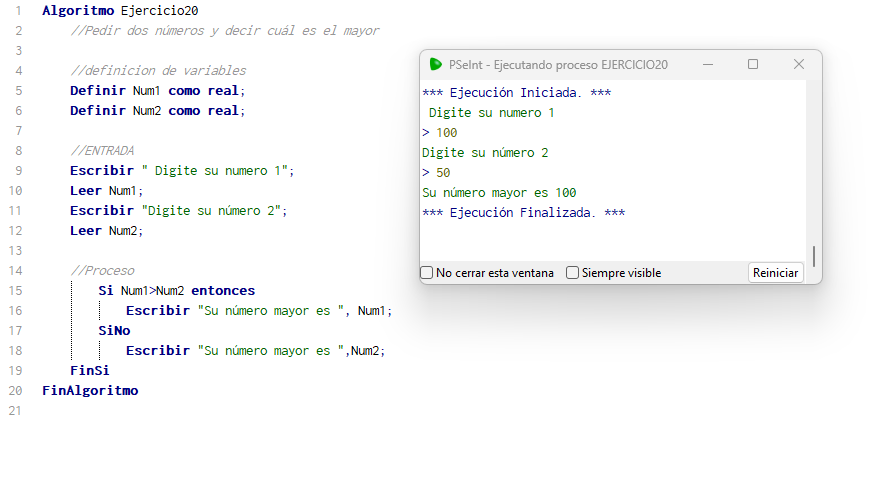 1 Algoritmo Ejercicio20
2 //Pedir dos números y decir cuál es el mayor
3
4 //definicion de variables
5 Definir Num1 como real;
6 Definir Num2 como real;
7
8 //ENTRADA
9 Escribir " Digite su numero 1";
10 Leer Num1;
11 Escribir "Digite su número 2";
12 Leer Num2;
13
14 //Proceso
15 Si Num1>Num2 entonces
16 Escribir "Su número mayor es ", Num1;
17 SiNo
18 Escribir "Su número mayor es ",Num2;
19 FinSi
20 FinAlgoritmo
21
PSeInt - Ejecutando proceso EJERCICIO20
*** Ejecución Iniciada. ***
Digite su numero 1
> 100
Digite su número 2
> 50
Su número mayor es 100
*** Ejecución Finalizada. ***
No cerrar esta ventana Siempre visible Reiniciar